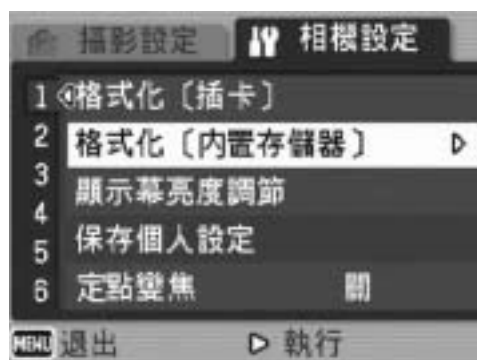 攝影設定 相機設定
1 格式化〔插卡〕
2 格式化〔內置存儲器〕
3 顯示幕亮度調節
4 保存個人設定
5
6 定點變焦 關
MENU 退出 執行